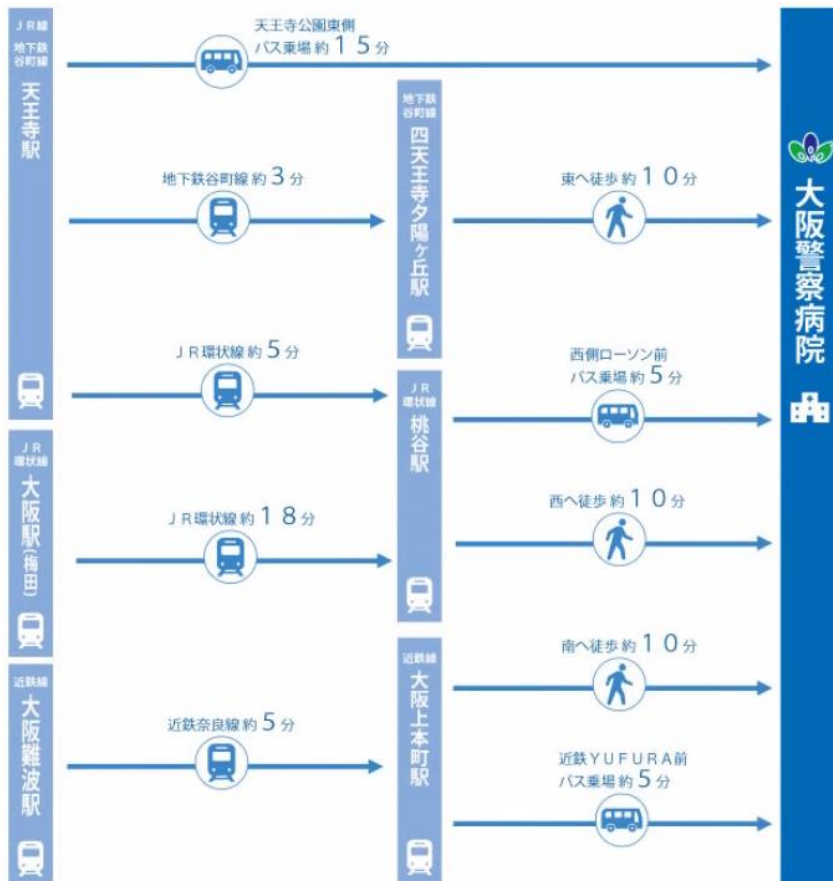 JR線
地下鉄
谷町線
天王寺駅
天王寺公園東側
バス乗場 約15分
地下鉄谷町線 約3分
地下鉄
谷町線
四天王寺夕陽ヶ丘駅
東へ徒歩 約10分
JR環状線 約5分
JR
環状線
桃谷駅
西側ローソン前
バス乗場 約5分
JR
環状線
大阪駅(梅田)
JR環状線 約18分
西へ徒歩 約10分
近鉄線
大阪難波駅
近鉄奈良線 約5分
近鉄線
大阪上本町駅
南へ徒歩 約10分
近鉄YUFURA前
バス乗場 約5分
大阪警察病院